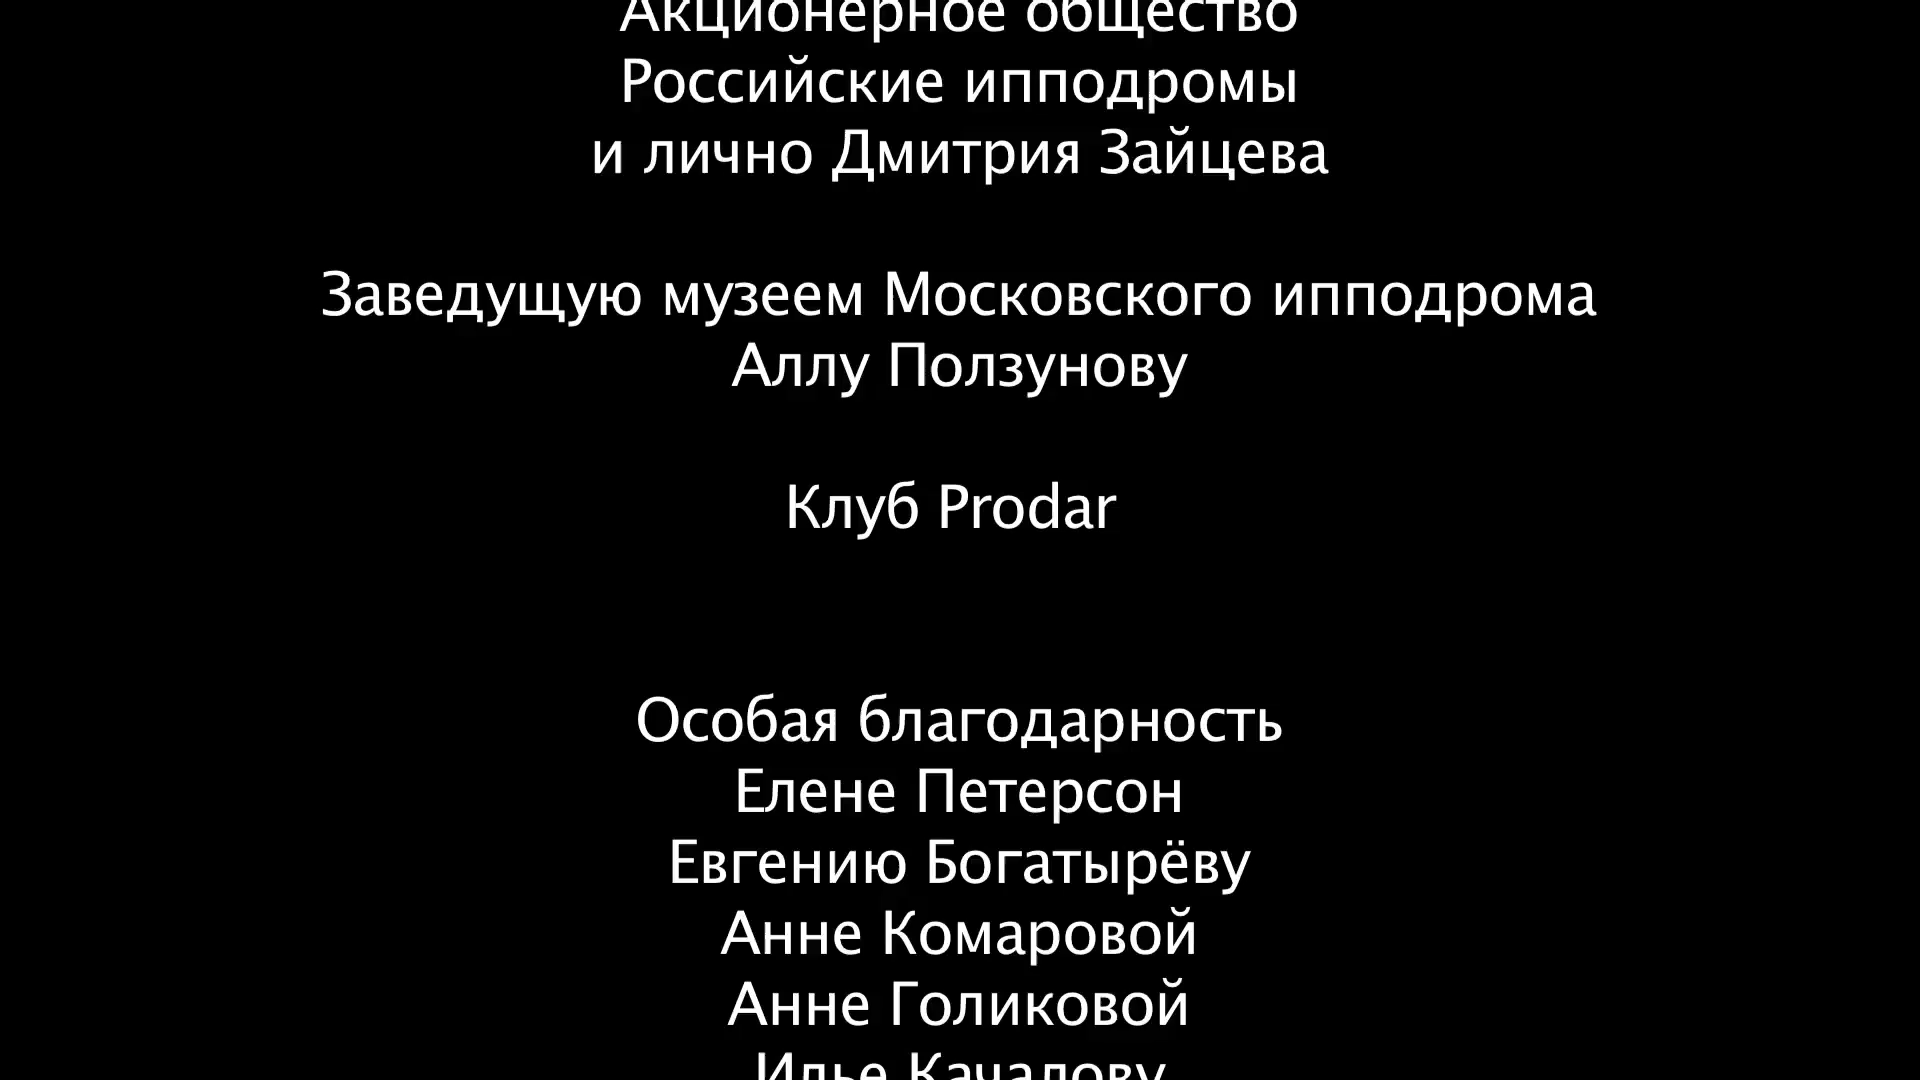 Акционерное общество
Российские ипподромы
и лично Дмитрия Зайцева
Заведущую музеем Московского ипподрома
Аллу Ползунову
Клуб Prodar
Особая благодарность
Елене Петерсон
Евгению Богатырёву
Анне Комаровой
Анне Голиковой
Илье Качалову